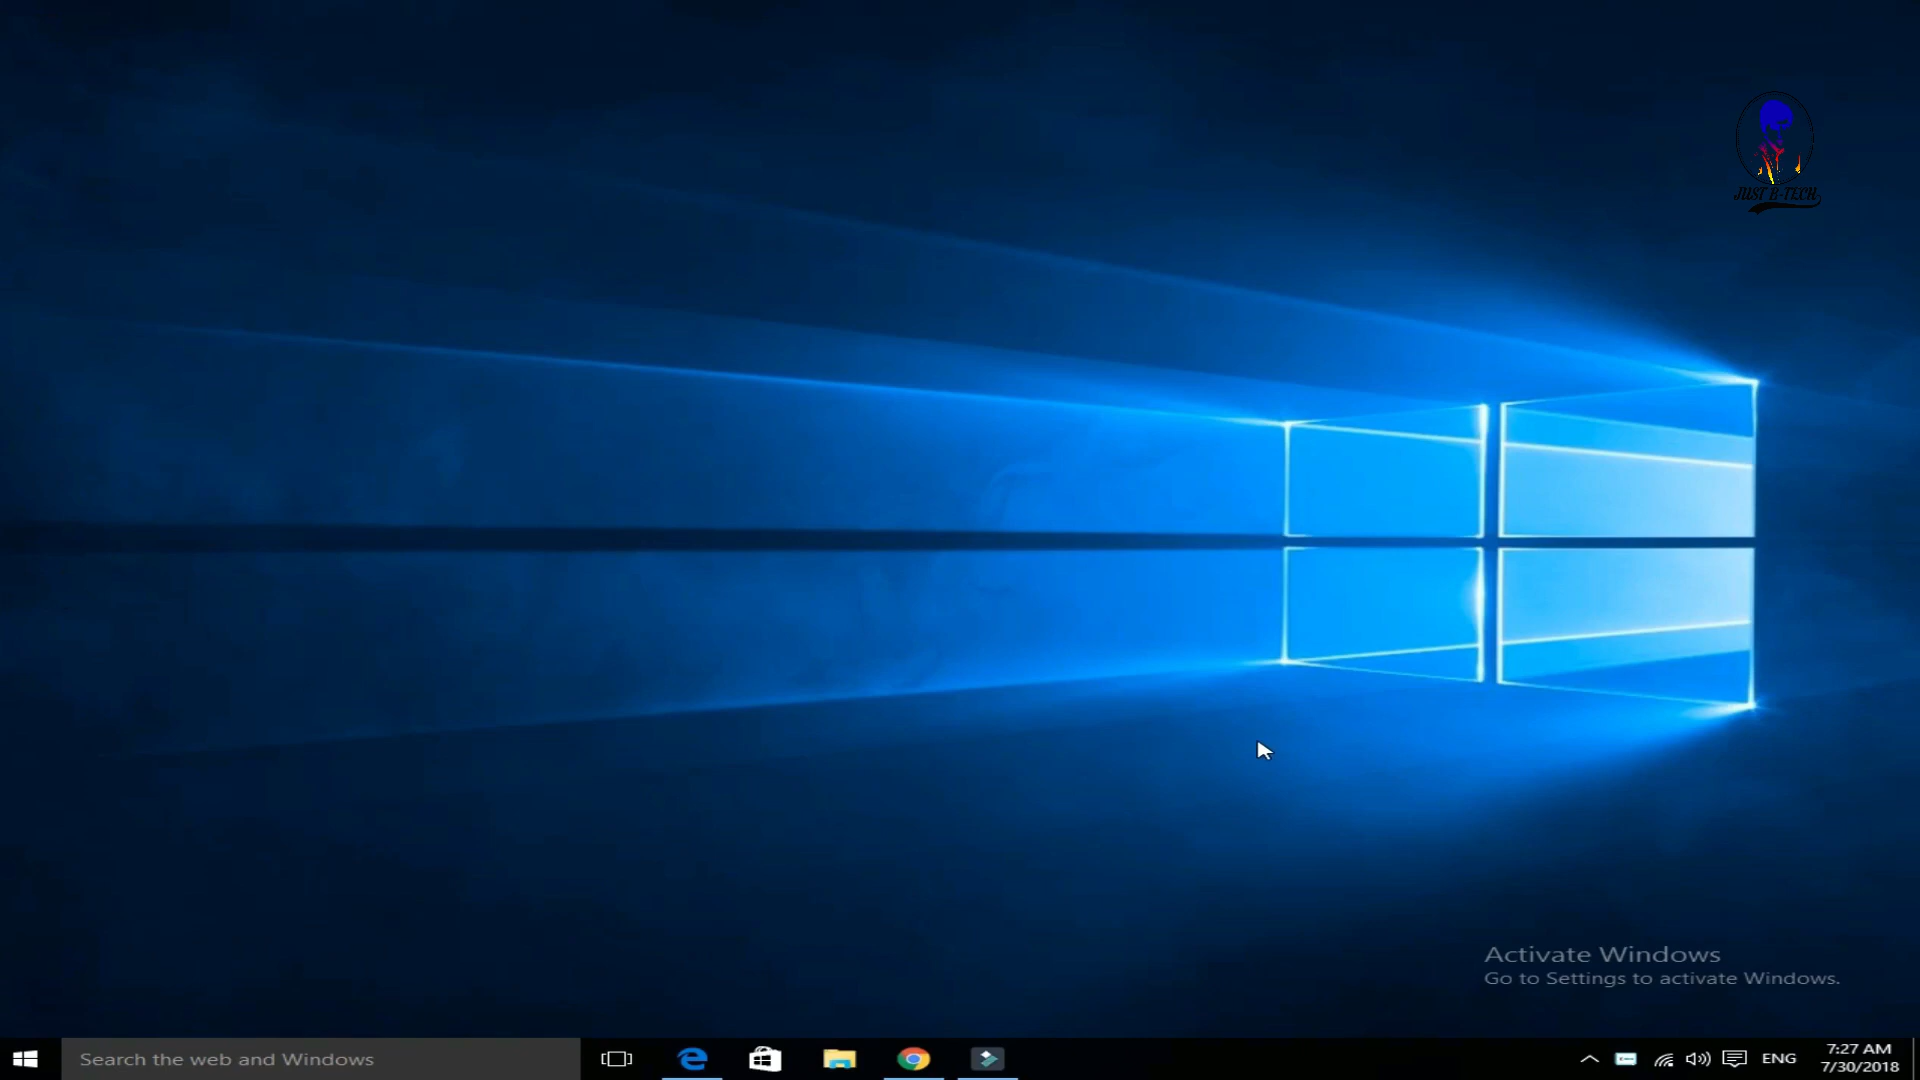 JUST B-TECH
Activate Windows
Go to Settings to activate Windows.
Search the web and Windows
ENG
7:27 AM
7/30/2018